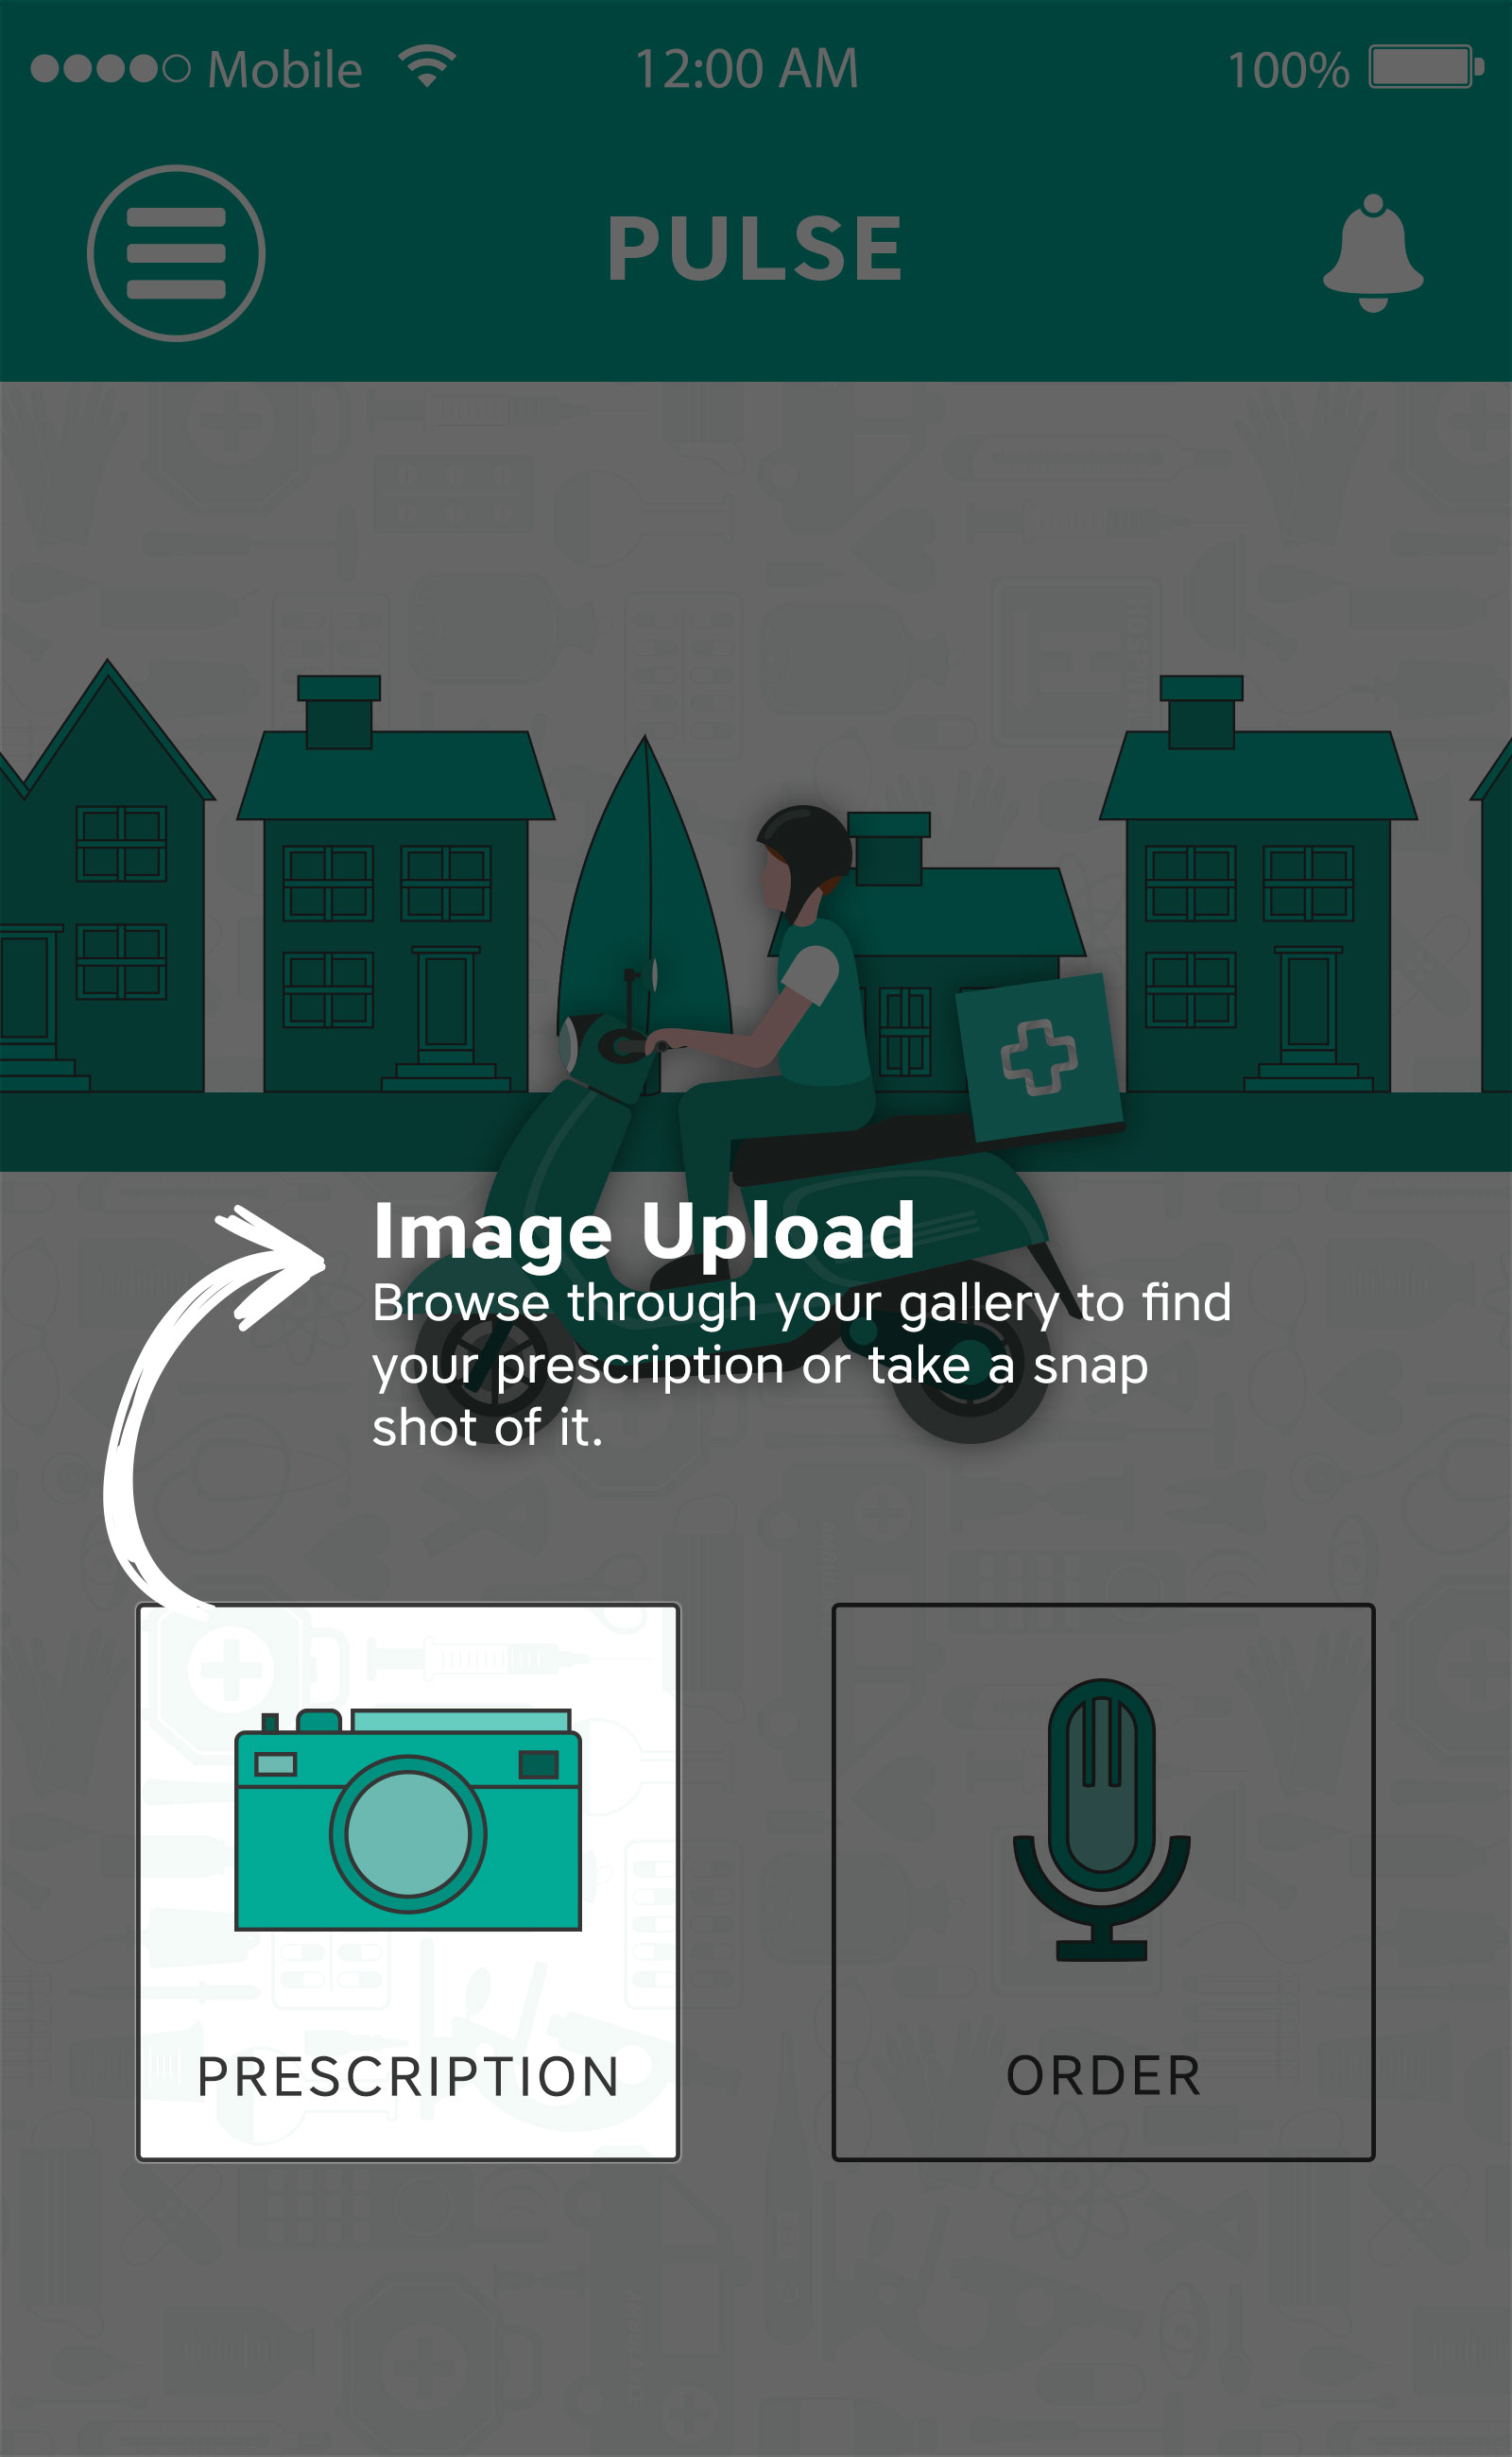 Mobile 12:00 AM 100%
PULSE
Image Upload
Browse through your gallery to find
your prescription or take a snap
shot of it.
PRESCRIPTION ORDER